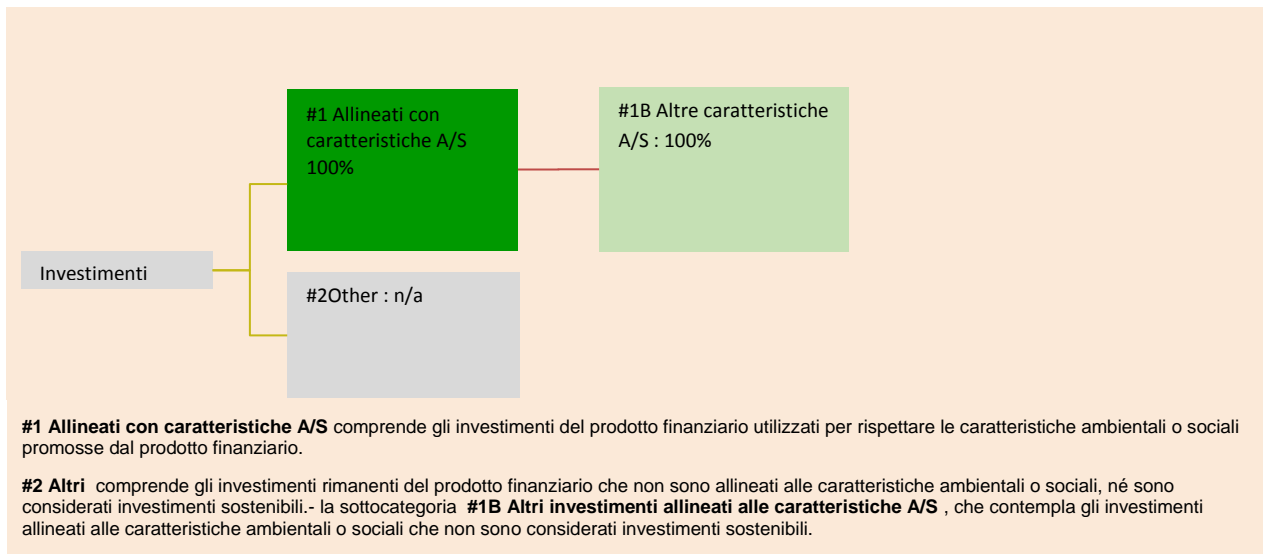 #1 Allineati con
caratteristiche A/S
100%
#1B Altre caratteristiche
A/S : 100%
Investimenti
#2Other : n/a
#1 Allineati con caratteristiche A/S comprende gli investimenti del prodotto finanziario utilizzati per rispettare le caratteristiche ambientali o sociali
promosse dal prodotto finanziario.
#2 Altri comprende gli investimenti rimanenti del prodotto finanziario che non sono allineati alle caratteristiche ambientali o sociali, né sono
considerati investimenti sostenibili.- la sottocategoria #1B Altri investimenti allineati alle caratteristiche A/S , che contempla gli investimenti
allineati alle caratteristiche ambientali o sociali che non sono considerati investimenti sostenibili.